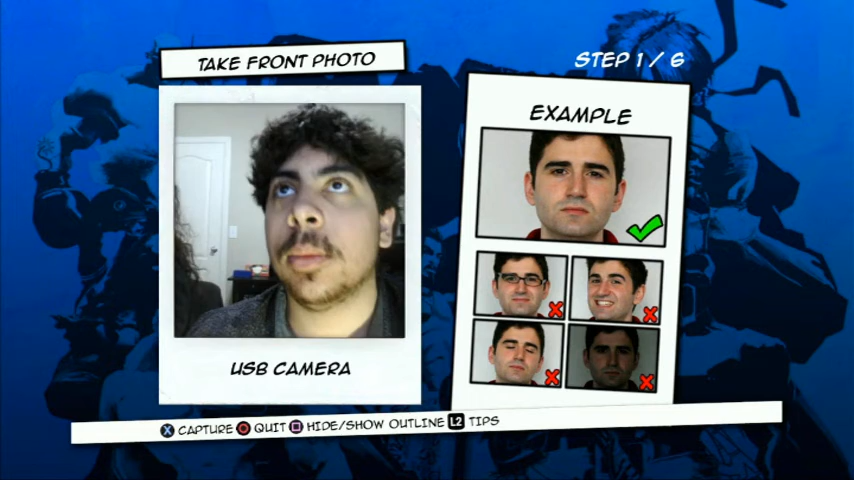 TAKE FRONT PHOTO
STEP 1 / 6
EXAMPLE
USB CAMERA
X CAPTURE QUIT HIDE/SHOW OUTLINE L2 TIPS